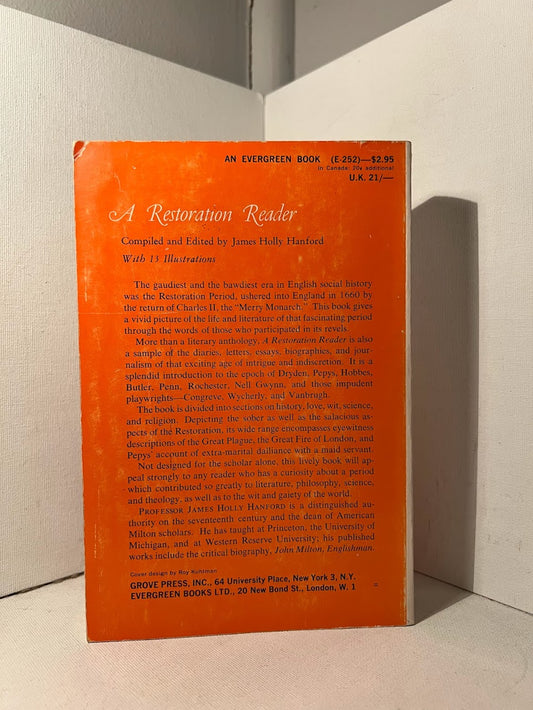 AN EVERGREEN BOOK (E-252)—$2.95
In Canada: 20¢ additional
U.K. 21/—
A Restoration Reader
Compiled and Edited by James Holly Hanford
With 13 Illustrations
The gaudiest and the bawdiest era in English social history
was the Restoration Period, ushered into England in 1660 by
the return of Charles II, the "Merry Monarch." This book gives
a vivid picture of the life and literature of that fascinating period
through the words of those who participated in its revels.
More than a literary anthology, A Restoration Reader is also
a sample of the diaries, letters, essays, biographies, and jour-
nalism of that exciting age of intrigue and indiscretion. It is a
splendid introduction to the epoch of Dryden, Pepys, Hobbes,
Butler, Penn, Rochester, Nell Gwynn, and those impudent
playwrights—Congreve, Wycherly, and Vanbrugh.
The book is divided into sections on history, love, wit, science,
and religion. Depicting the sober as well as the salacious as-
pects of the Restoration, its wide range encompasses eyewitness
descriptions of the Great Plague, the Great Fire of London, and
Pepys' account of extra-marital dalliance with a maid servant.
Not designed for the scholar alone, this lively book will ap-
peal strongly to any reader who has a curiosity about a period
which contributed so greatly to literature, philosophy, science,
and theology, as well as to the wit and gaiety of the world.
PROFESSOR JAMES HOLLY HANFORD is a distinguished au-
thority on the seventeenth century and the dean of American
Milton scholars. He has taught at Princeton, the University of
Michigan, and at Western Reserve University; his published
works include the critical biography, John Milton, Englishman.
Cover design by Roy Kuhlman
GROVE PRESS, INC., 64 University Place, New York 3, N.Y.
EVERGREEN BOOKS LTD., 20 New Bond St., London, W. 1